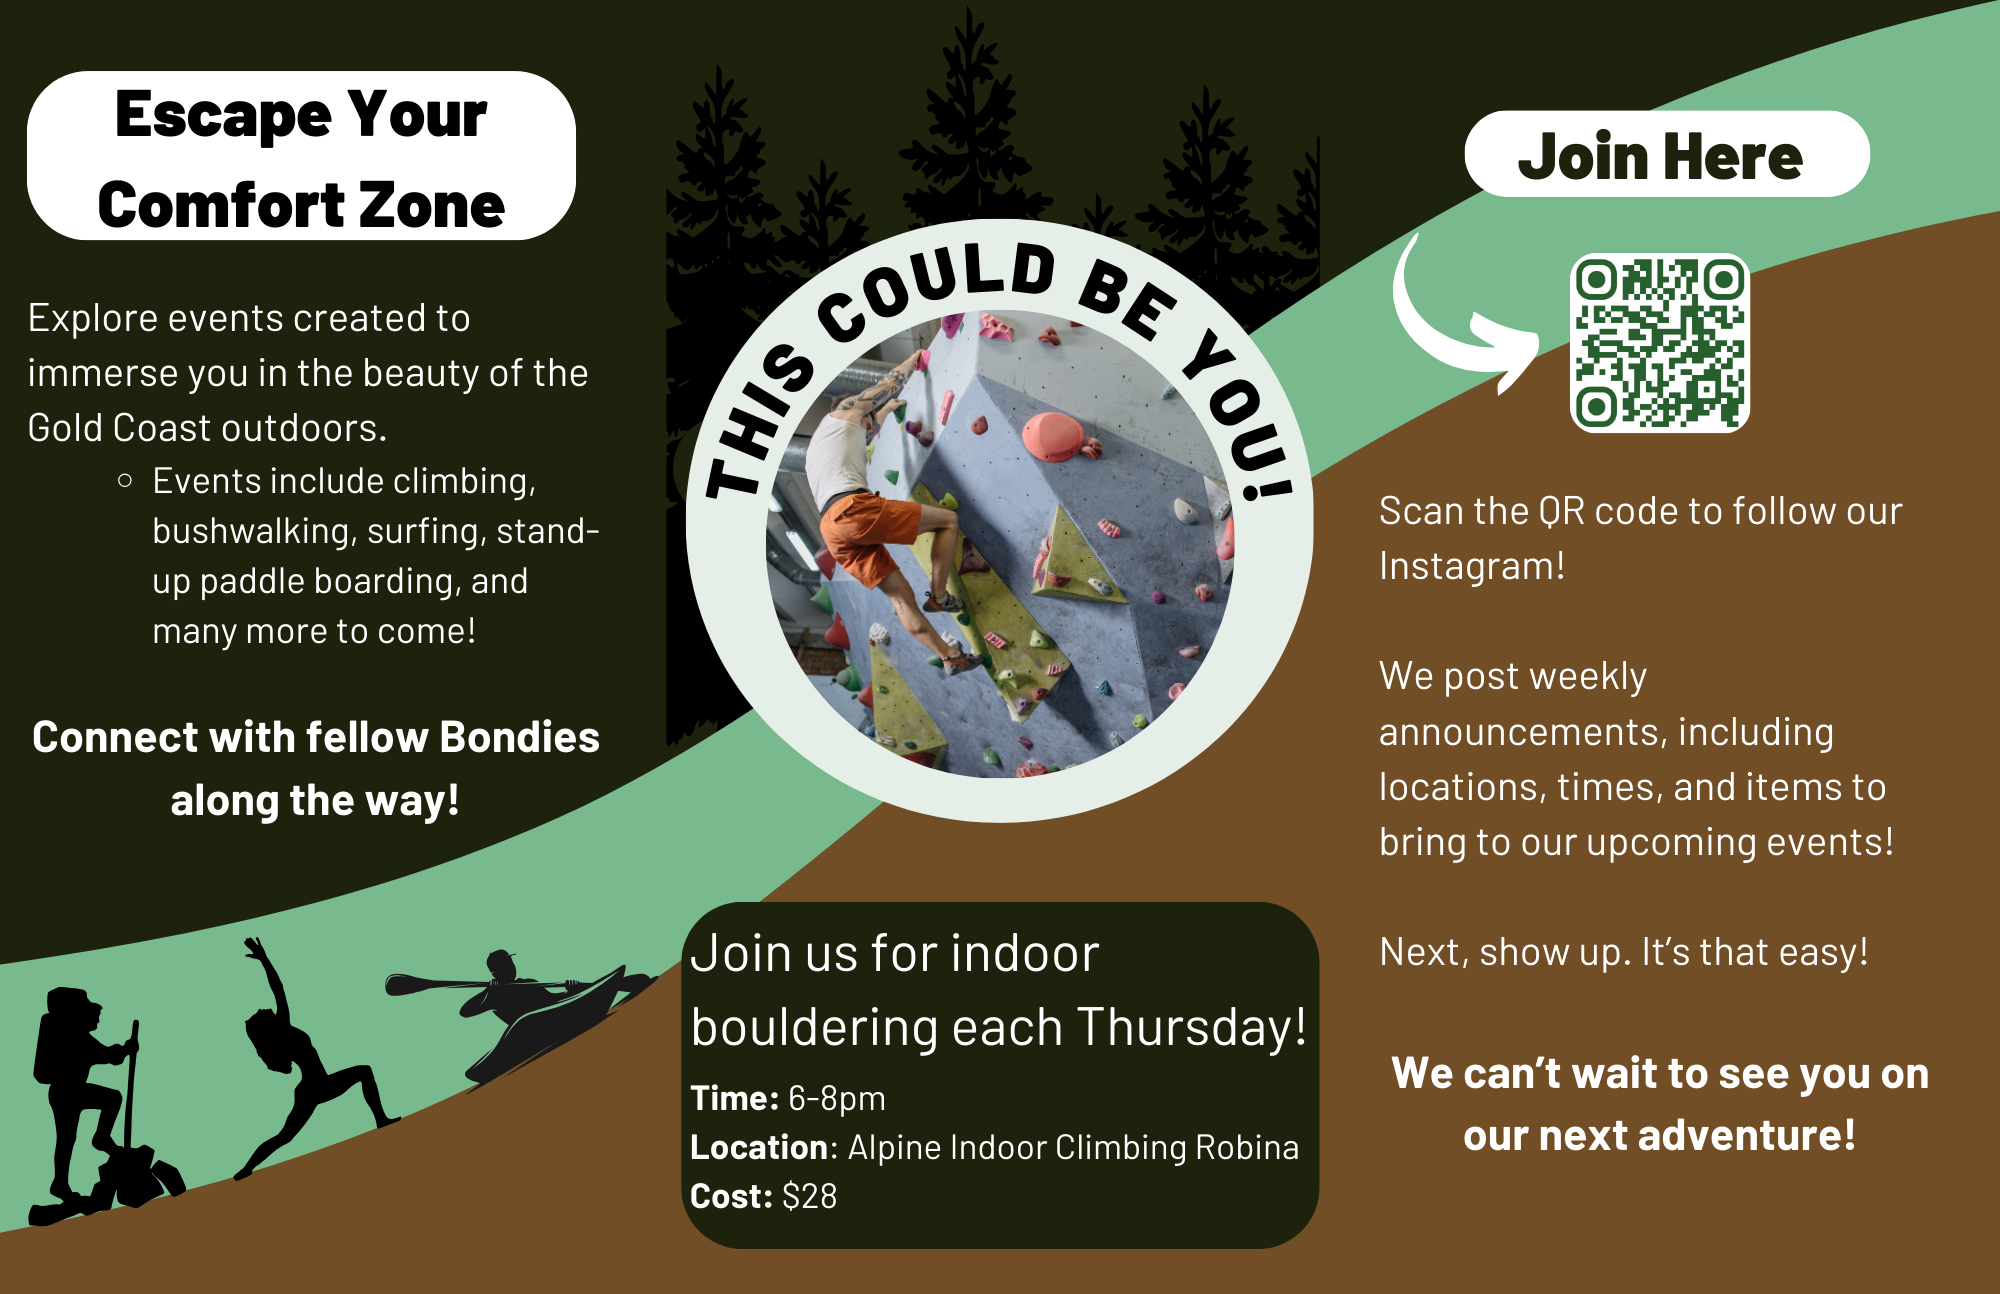 Escape Your
Comfort Zone
Explore events created to
immerse you in the beauty of the
Gold Coast outdoors.
Events include climbing,
bushwalking, surfing, stand-
up paddle boarding, and
many more to come!
Connect with fellow Bondies
along the way!
THIS COULD BE YOU!
Join us for indoor
bouldering each Thursday!
Time: 6-8pm
Location: Alpine Indoor Climbing Robina
Cost: $28
Join Here
Scan the QR code to follow our
Instagram!
We post weekly
announcements, including
locations, times, and items to
bring to our upcoming events!
Next, show up. It’s that easy!
We can’t wait to see you on
our next adventure!